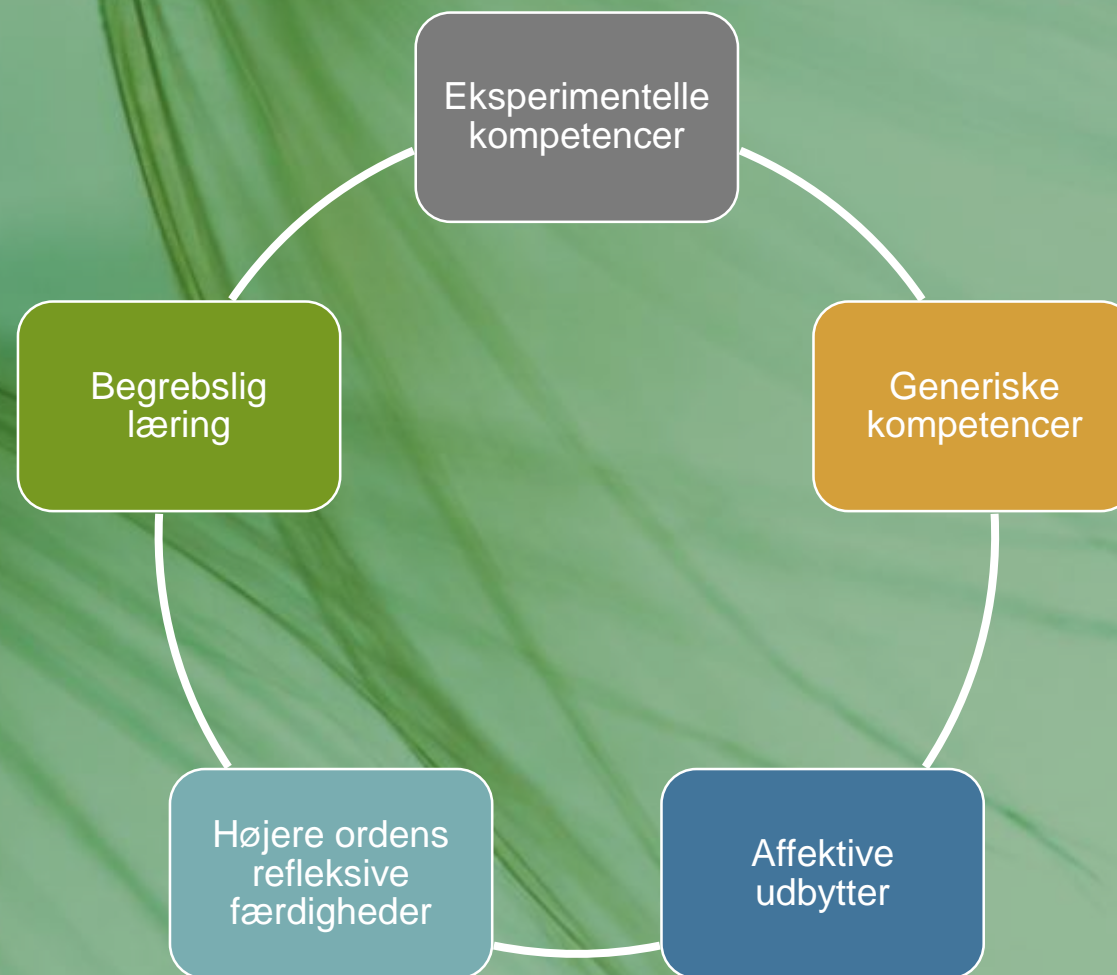 Eksperimentelle
kompetencer
Generiske
kompetencer
Affektive
udbytter
Højere ordens
refleksive
færdigheder
Begrebslig
læring